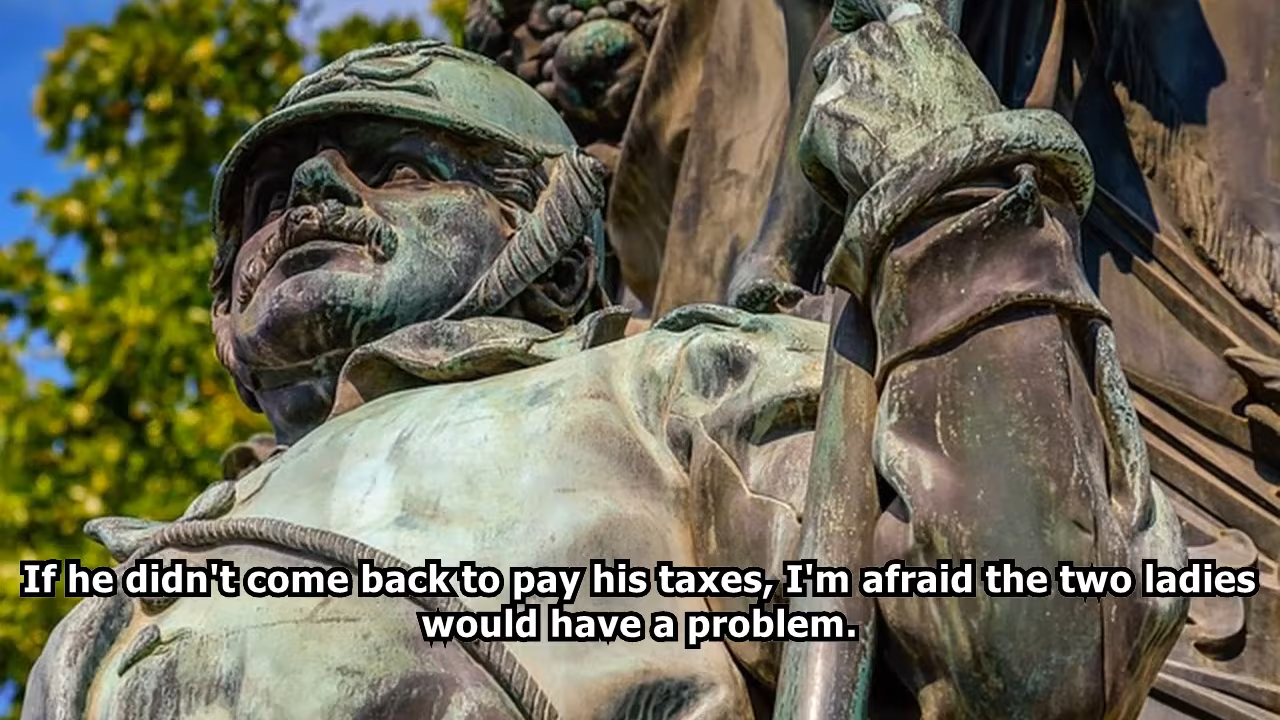 If he didn't come back to pay his taxes, I'm afraid the two ladies
would have a problem.